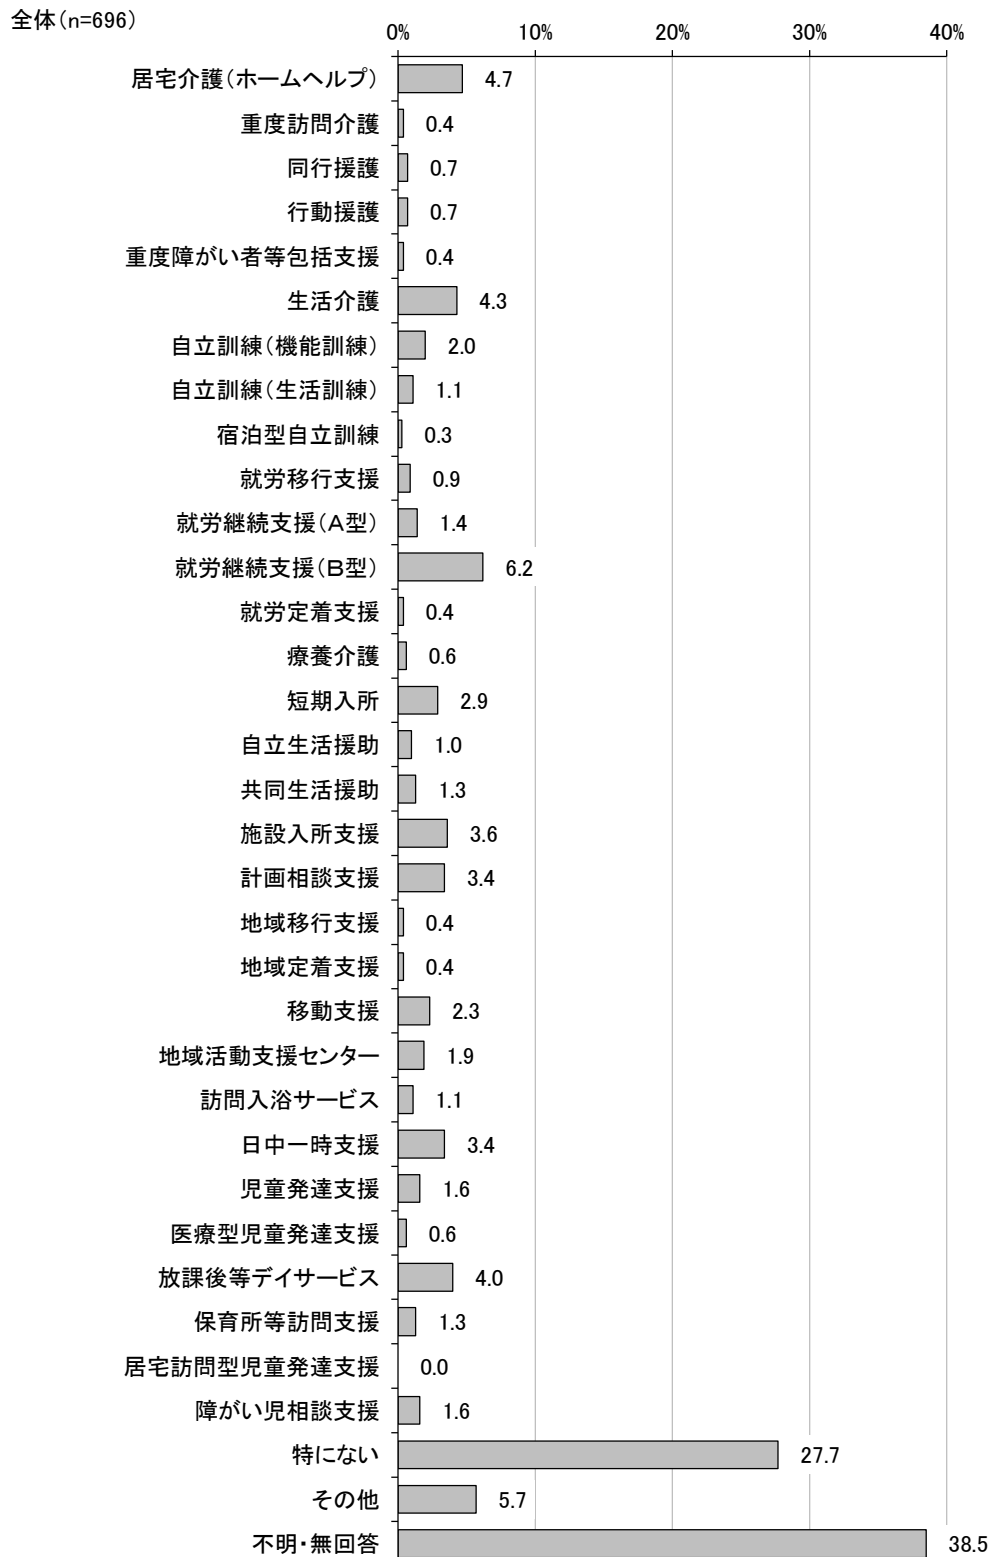 全体(n=696)
0% 10% 20% 30% 40%
居宅介護(ホームヘルプ) 4.7
重度訪問介護 0.4
同行援護 0.7
行動援護 0.7
重度障がい者等包括支援 0.4
生活介護 4.3
自立訓練(機能訓練) 2.0
自立訓練(生活訓練) 1.1
宿泊型自立訓練 0.3
就労移行支援 0.9
就労継続支援(A型) 1.4
就労継続支援(B型) 6.2
就労定着支援 0.4
療養介護 0.6
短期入所 2.9
自立生活援助 1.0
共同生活援助 1.3
施設入所支援 3.6
計画相談支援 3.4
地域移行支援 0.4
地域定着支援 0.4
移動支援 2.3
地域活動支援センター 1.9
訪問入浴サービス 1.1
日中一時支援 3.4
児童発達支援 1.6
医療型児童発達支援 0.6
放課後等デイサービス 4.0
保育所等訪問支援 1.3
居宅訪問型児童発達支援 0.0
障がい児相談支援 1.6
特にない 27.7
その他 5.7
不明・無回答 38.5